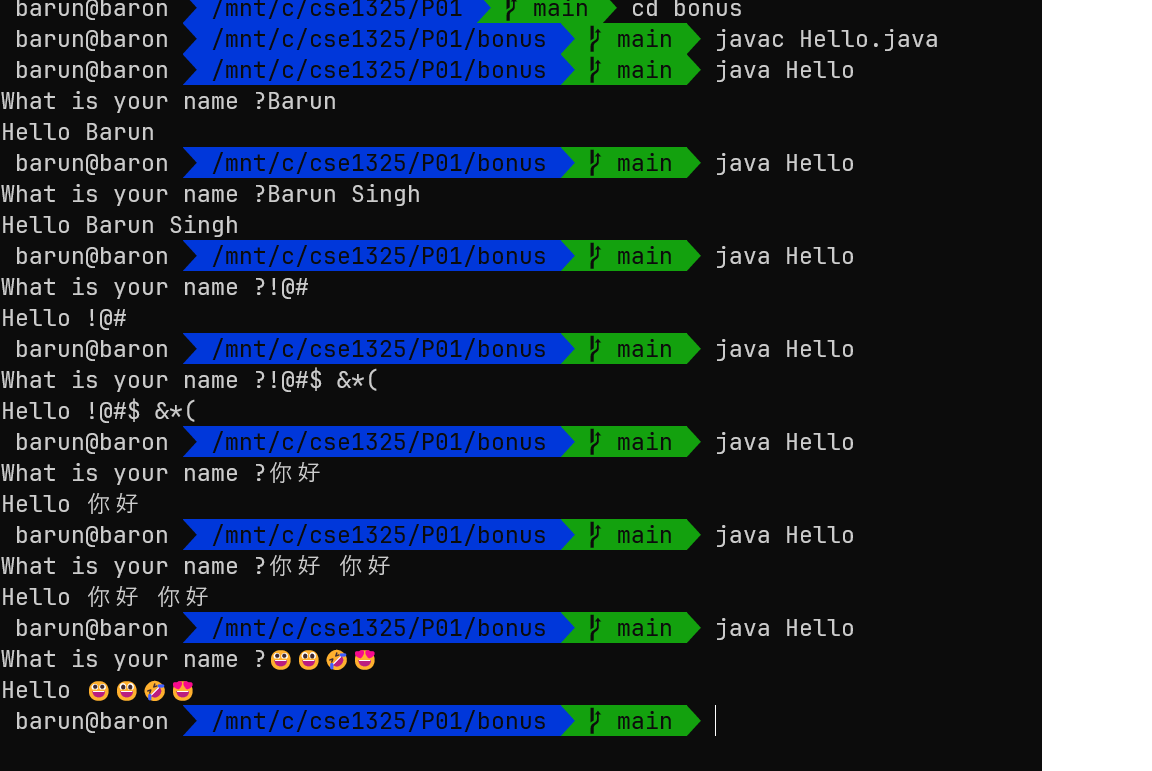 barun@baron /mnt/c/cse1325/P01 main cd bonus
barun@baron /mnt/c/cse1325/P01/bonus main javac Hello.java
barun@baron /mnt/c/cse1325/P01/bonus main java Hello
What is your name ?Barun
Hello Barun
barun@baron /mnt/c/cse1325/P01/bonus main java Hello
What is your name ?Barun Singh
Hello Barun Singh
barun@baron /mnt/c/cse1325/P01/bonus main java Hello
What is your name ?!@#
Hello !@#
barun@baron /mnt/c/cse1325/P01/bonus main java Hello
What is your name ?!@#$ &*(
Hello !@#$ &*(
barun@baron /mnt/c/cse1325/P01/bonus main java Hello
What is your name ?你好
Hello 你好
barun@baron /mnt/c/cse1325/P01/bonus main java Hello
What is your name ?你好 你好
Hello 你好 你好
barun@baron /mnt/c/cse1325/P01/bonus main java Hello
What is your name ?😀😀🤣😍
Hello 😀😀🤣😍
barun@baron /mnt/c/cse1325/P01/bonus main